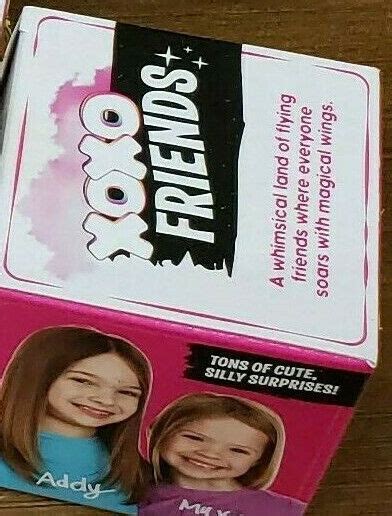 XOXO
FRIENDS
A whimsical land of flying
friends where everyone
soars with magical wings.
TONS OF CUTE,
SILLY SURPRISES!
Addy